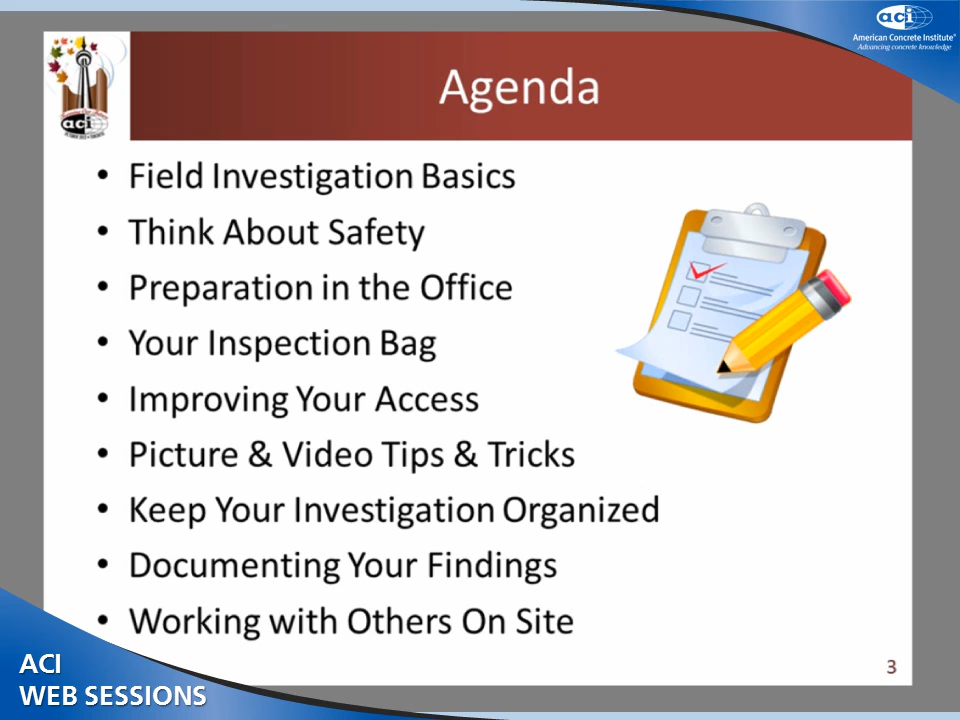 aci
American Concrete Institute®
Advancing concrete knowledge
aci
Agenda
• Field Investigation Basics
• Think About Safety
• Preparation in the Office
• Your Inspection Bag
• Improving Your Access
• Picture & Video Tips & Tricks
• Keep Your Investigation Organized
• Documenting Your Findings
• Working with Others On Site
3
ACI
WEB SESSIONS